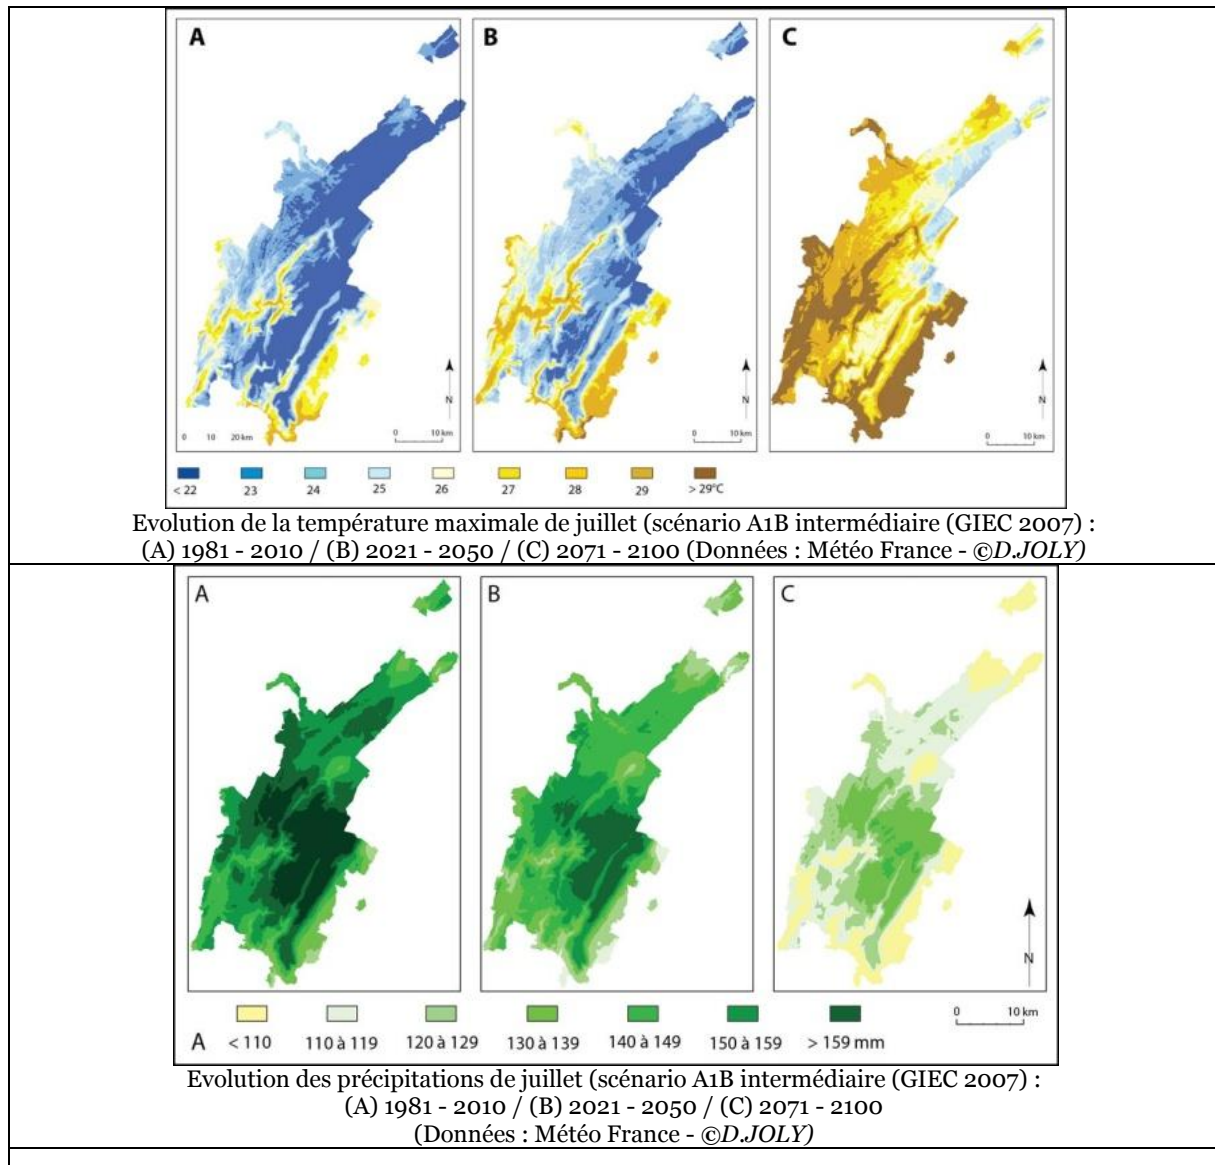 A B C
N N N
0 10 20 km 0 10 km 0 10 km 0 10 km
< 22 23 24 25 26 27 28 29 > 29°C
Evolution de la température maximale de juillet (scénario A1B intermédiaire (GIEC 2007) :
(A) 1981 - 2010 / (B) 2021 - 2050 / (C) 2071 - 2100 (Données : Météo France - ©D.JOLY)
A B C
N
0 10 km
A < 110 110 à 119 120 à 129 130 à 139 140 à 149 150 à 159 > 159 mm
Evolution des précipitations de juillet (scénario A1B intermédiaire (GIEC 2007) :
(A) 1981 - 2010 / (B) 2021 - 2050 / (C) 2071 - 2100
(Données : Météo France - ©D.JOLY)